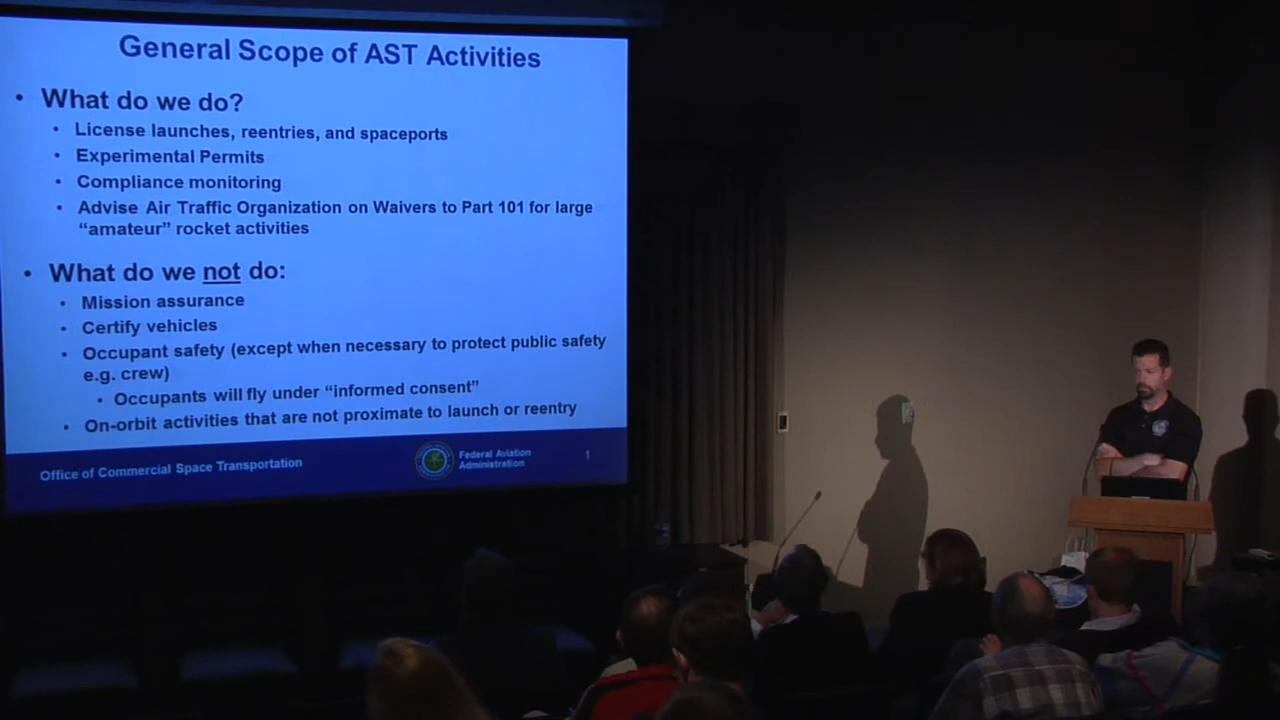 General Scope of AST Activities
• What do we do?
• License launches, reentries, and spaceports
• Experimental Permits
• Compliance monitoring
• Advise Air Traffic Organization on Waivers to Part 101 for large
“amateur” rocket activities
• What do we not do:
• Mission assurance
• Certify vehicles
• Occupant safety (except when necessary to protect public safety
e.g. crew)
• Occupants will fly under “informed consent”
• On-orbit activities that are not proximate to launch or reentry
Office of Commercial Space Transportation
Federal Aviation
Administration
1